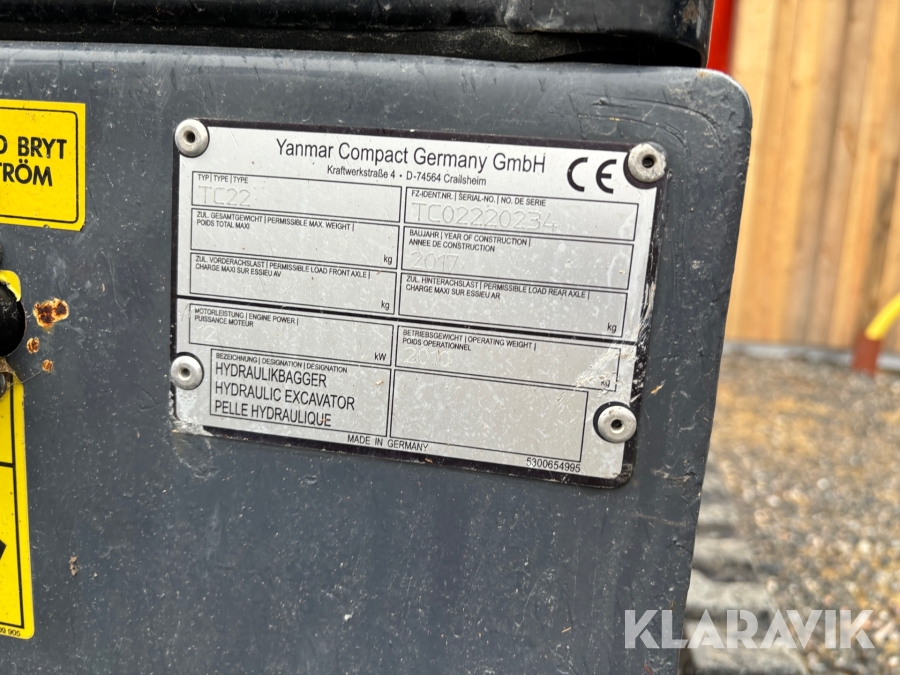 D BRYT
STRÖM
Yanmar Compact Germany GmbH
Kraftwerkstraße 4 • D-74564 Crailsheim
CE
TYP | TYPE | TYPE
TC22
FZ-IDENT.NR. | SERIAL-NO. | NO. DE SERIE
TC02220234
ZUL. GESAMTGEWICHT | PERMISSIBLE MAX. WEIGHT |
POIDS TOTAL MAXI
kg
BAUJAHR | YEAR OF CONSTRUCTION |
ANNEE DE CONSTRUCTION
2017
ZUL. VORDERACHSLAST | PERMISSIBLE LOAD FRONT AXLE |
CHARGE MAXI SUR ESSIEU AV
kg
ZUL. HINTERACHSLAST | PERMISSIBLE LOAD REAR AXLE |
CHARGE MAXI SUR ESSIEU AR
kg
MOTORLEISTUNG | ENGINE POWER |
PUISSANCE MOTEUR
kW
BETRIEBSGEWICHT | OPERATING WEIGHT |
POIDS OPERATIONNEL
kg
BEZEICHNUNG | DESIGNATION | DESIGNATION
HYDRAULIKBAGGER
HYDRAULIC EXCAVATOR
PELLE HYDRAULIQUE
MADE IN GERMANY
5300654995
09 905
KLARAVIK